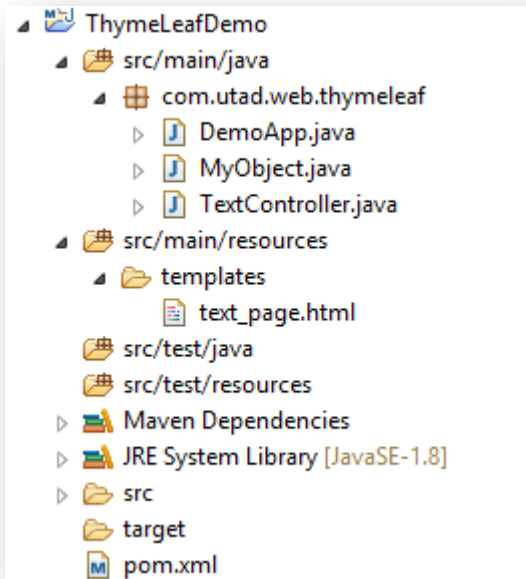 ThymeLeafDemo
src/main/java
com.utad.web.thymeleaf
DemoApp.java
MyObject.java
TextController.java
src/main/resources
templates
text_page.html
src/test/java
src/test/resources
Maven Dependencies
JRE System Library [JavaSE-1.8]
src
target
pom.xml